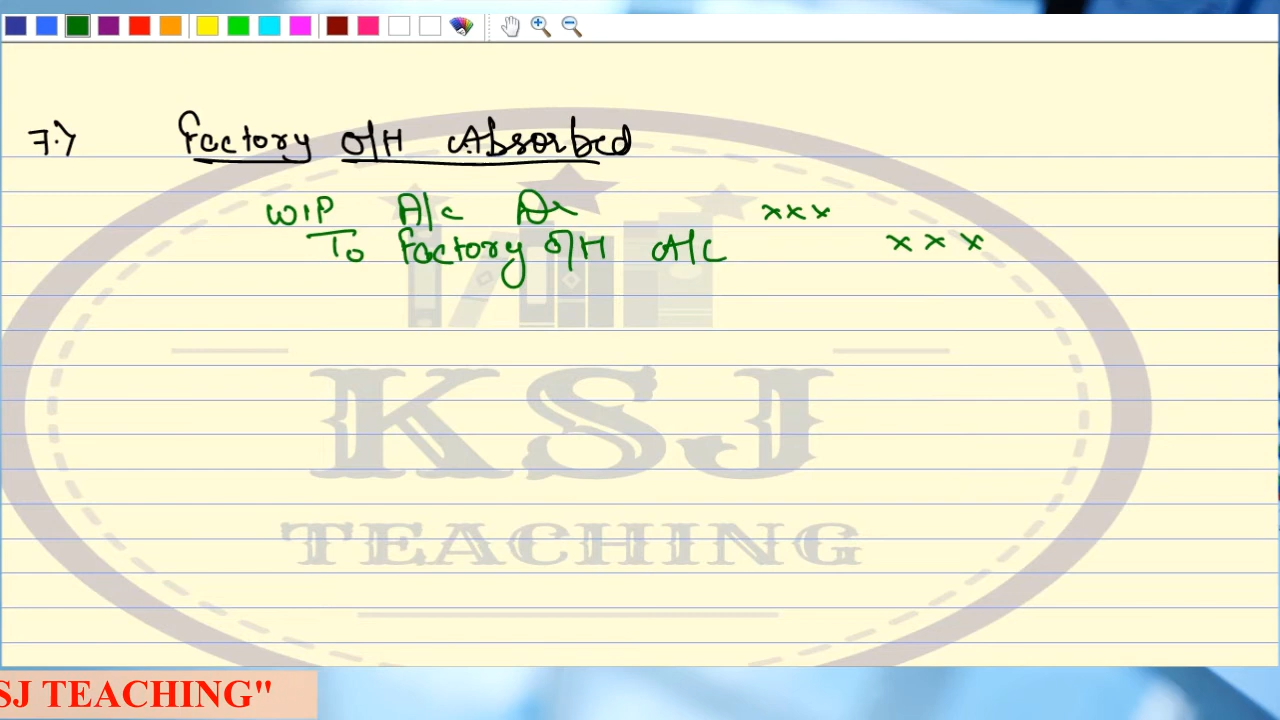 7.) Factory O/H Absorbed
WIP A/c Dr xxx
To Factory O/H A/C xxx
KSJ
TEACHING
SJ TEACHING"